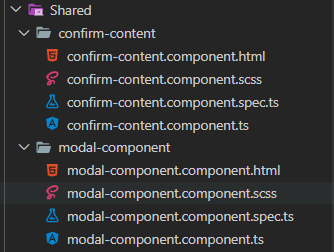 Shared
confirm-content
confirm-content.component.html
confirm-content.component.scss
confirm-content.component.spec.ts
confirm-content.component.ts
modal-component
modal-component.component.html
modal-component.component.scss
modal-component.component.spec.ts
modal-component.component.ts